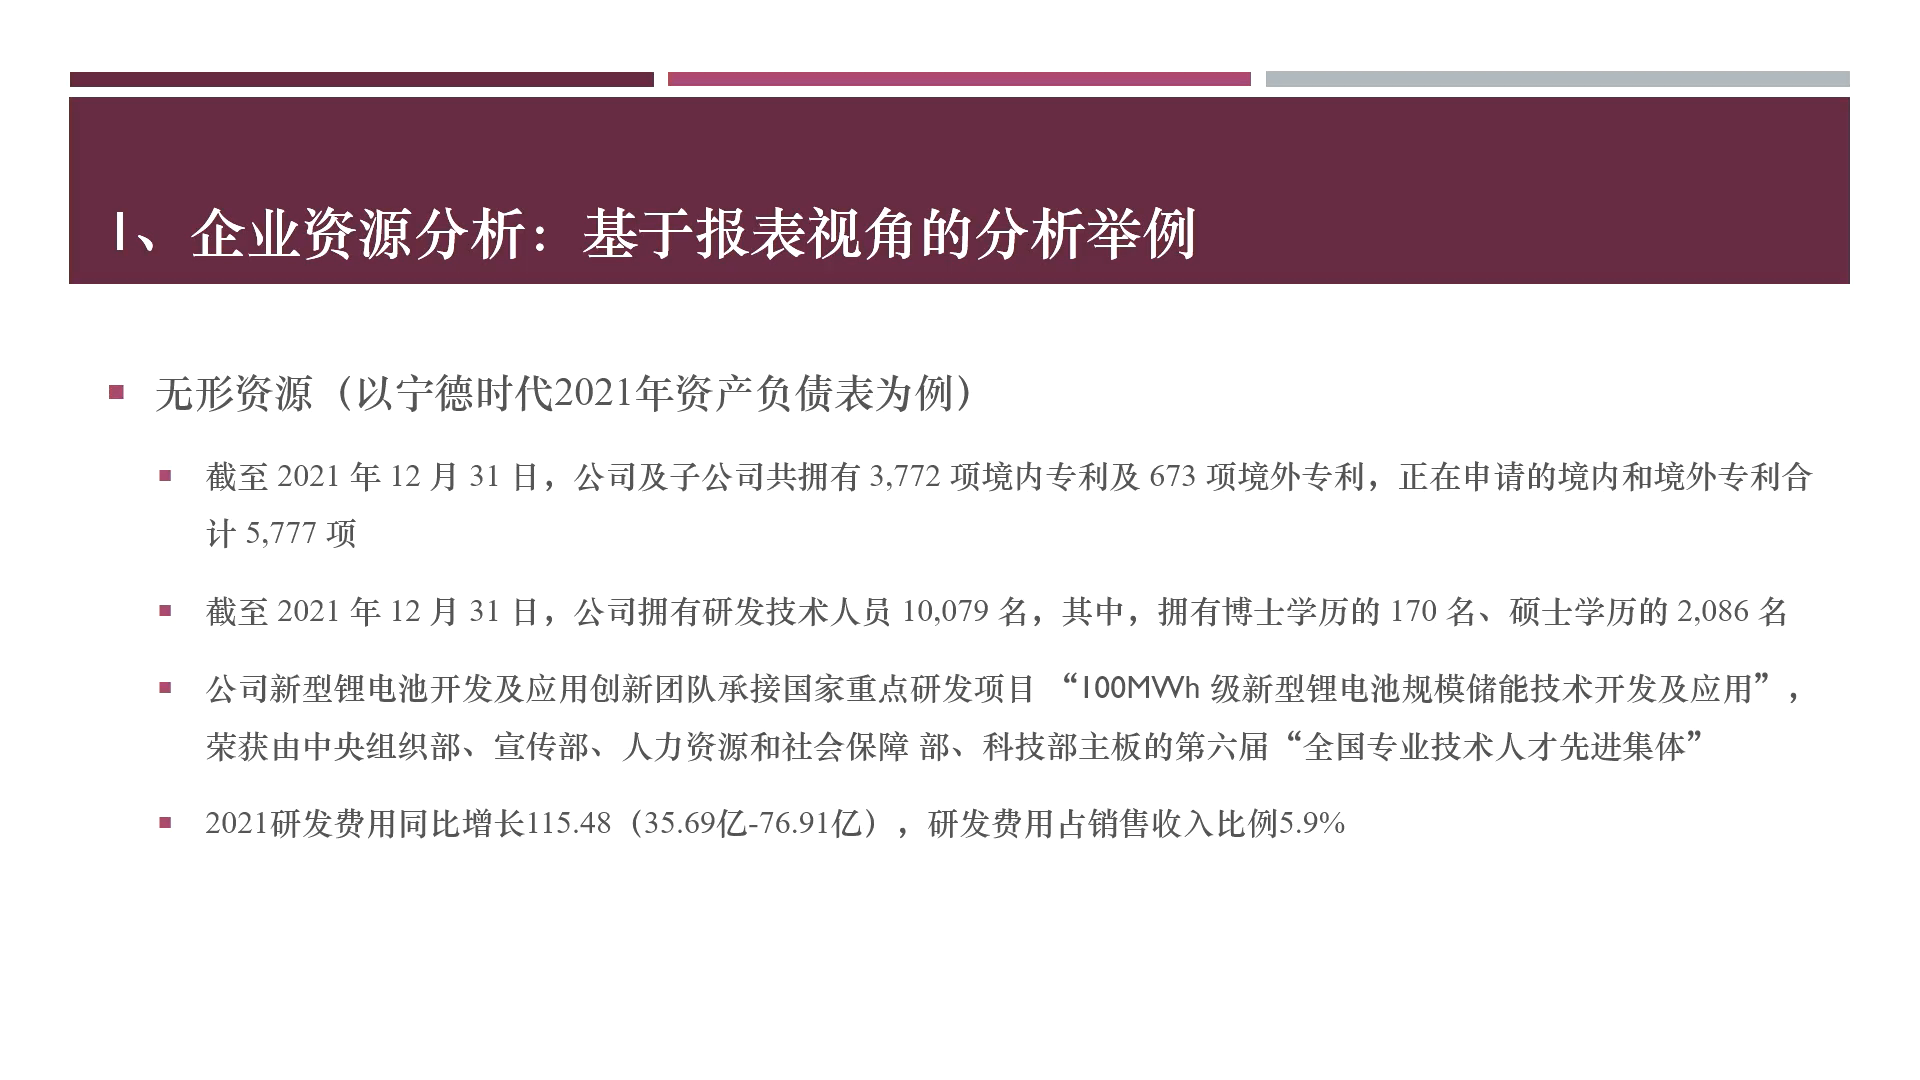 1、企业资源分析：基于报表视角的分析举例
无形资源（以宁德时代2021年资产负债表为例）
截至 2021 年 12 月 31 日，公司及子公司共拥有 3,772 项境内专利及 673 项境外专利，正在申请的境内和境外专利合
计 5,777 项
截至 2021 年 12 月 31 日，公司拥有研发技术人员 10,079 名，其中，拥有博士学历的 170 名、硕士学历的 2,086 名
公司新型锂电池开发及应用创新团队承接国家重点研发项目 “100MWh 级新型锂电池规模储能技术开发及应用”，
荣获由中央组织部、宣传部、人力资源和社会保障 部、科技部主板的第六届“全国专业技术人才先进集体”
2021研发费用同比增长115.48（35.69亿-76.91亿），研发费用占销售收入比例5.9%